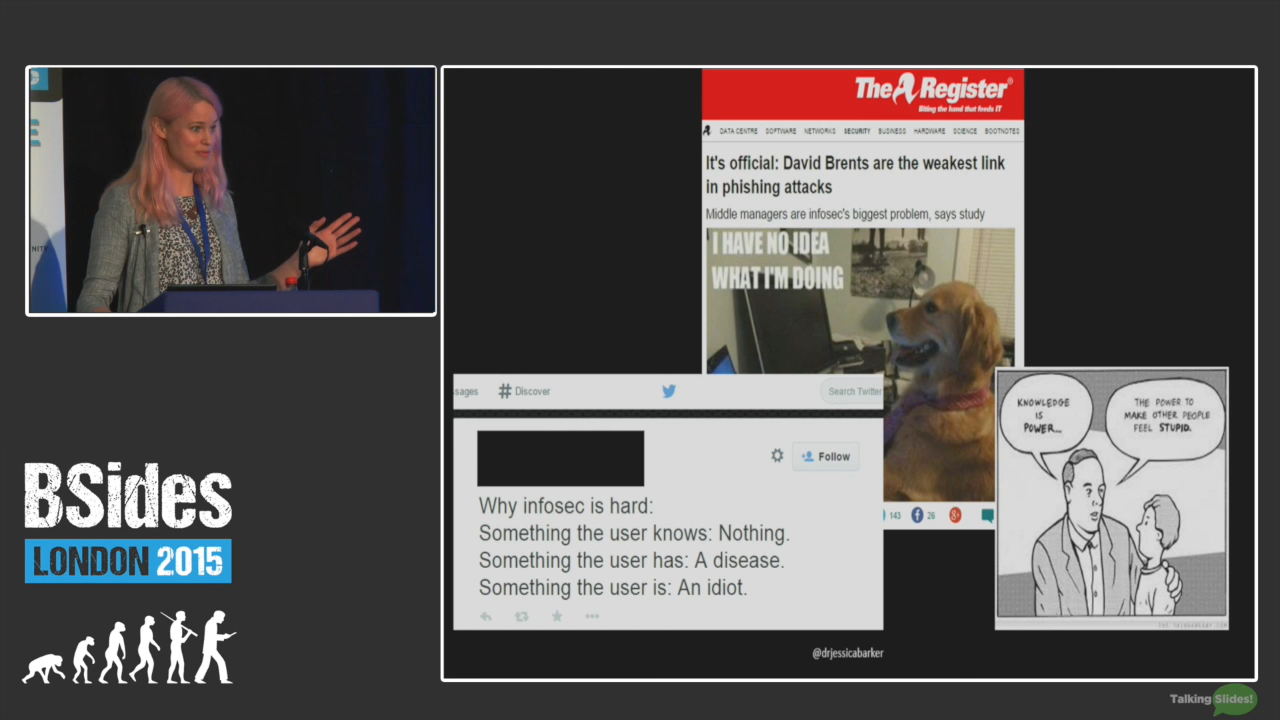 The Register®
Biting the hand that feeds IT
DATA CENTRE SOFTWARE NETWORKS SECURITY BUSINESS HARDWARE SCIENCE BOOTNOTES
It's official: David Brents are the weakest link
in phishing attacks
Middle managers are infosec's biggest problem, says study
I HAVE NO IDEA
WHAT I'M DOING
143 26
ssages # Discover Search Twitter
Follow
Why infosec is hard:
Something the user knows: Nothing.
Something the user has: A disease.
Something the user is: An idiot.
KNOWLEDGE
IS
POWER...
THE POWER TO
MAKE OTHER PEOPLE
FEEL STUPID.
@drjessicabarker
BSides
LONDON 2015
Talking Slides!